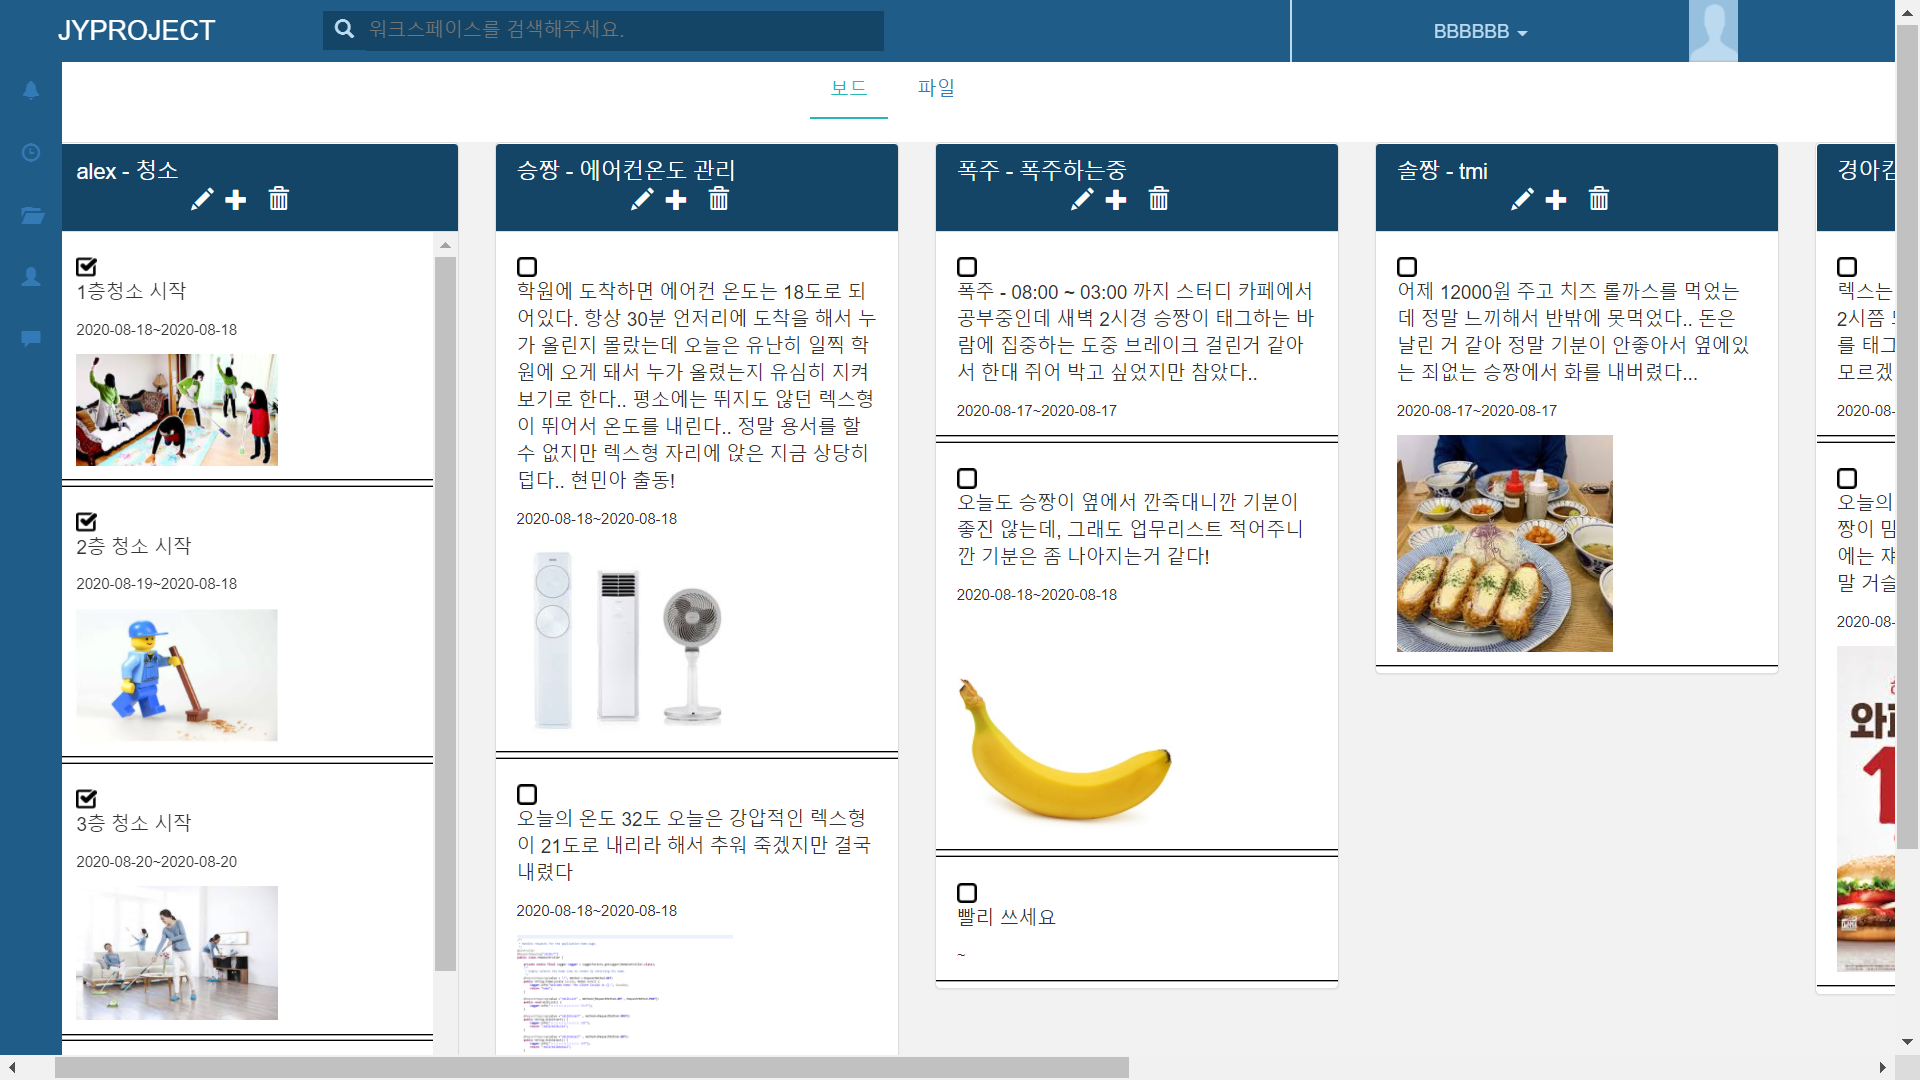 JYPROJECT
워크스페이스를 검색해주세요.
BBBBBB
보드
파일
alex - 청소
1층청소 시작
2020-08-18~2020-08-18
2층 청소 시작
2020-08-19~2020-08-18
3층 청소 시작
2020-08-20~2020-08-20
승짱 - 에어컨온도 관리
학원에 도착하면 에어컨 온도는 18도로 되
어있다. 항상 30분 언저리에 도착을 해서 누
가 올린지 몰랐는데 오늘은 유난히 일찍 학
원에 오게 돼서 누가 올렸는지 유심히 지켜
보기로 한다.. 평소에는 뛰지도 않던 렉스형
이 뛰어서 온도를 내린다.. 정말 용서를 할
수 없지만 렉스형 자리에 앉은 지금 상당히
덥다.. 현민아 출동!
2020-08-18~2020-08-18
오늘의 온도 32도 오늘은 강압적인 렉스형
이 21도로 내리라 해서 추워 죽겠지만 결국
내렸다
2020-08-18~2020-08-18
폭주 - 폭주하는중
폭주 - 08:00 ~ 03:00 까지 스터디 카페에서
공부중인데 새벽 2시경 승짱이 태그하는 바
람에 집중하는 도중 브레이크 걸린거 같아
서 한대 쥐어 박고 싶었지만 참았다..
2020-08-17~2020-08-17
오늘도 승짱이 옆에서 깐죽대니깐 기분이
좋진 않는데, 그래도 업무리스트 적어주니
깐 기분은 좀 나아지는거 같다!
2020-08-18~2020-08-18
빨리 쓰세요
~
솔짱 - tmi
어제 12000원 주고 치즈 롤까스를 먹었는
데 정말 느끼해서 반밖에 못먹었다.. 돈은
날린 거 같아 정말 기분이 안좋아서 옆에있
는 죄없는 승짱에서 화를 내버렸다...
2020-08-17~2020-08-17
경아킴
렉스는
2시쯤
를 태그
모르겠
2020-08-
오늘의
짱이 밈
에는 재
말 거슬
2020-08-
와퍼
1